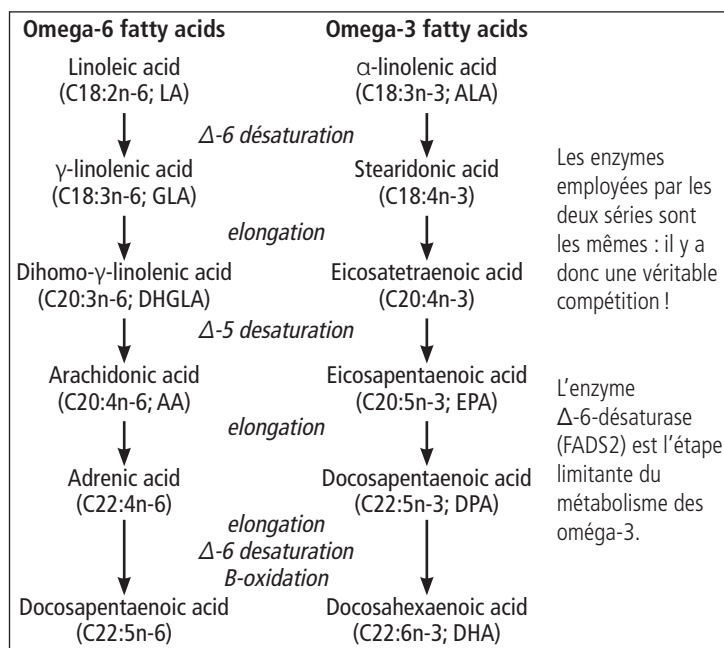 Omega-6 fatty acids
Omega-3 fatty acids
Linoleic acid
(C18:2n-6; LA)
α-linolenic acid
(C18:3n-3; ALA)
Δ-6 désaturation
γ-linolenic acid
(C18:3n-6; GLA)
Stearidonic acid
(C18:4n-3)
elongation
Dihomo-γ-linolenic acid
(C20:3n-6; DHGLA)
Eicosatetraenoic acid
(C20:4n-3)
Δ-5 desaturation
Arachidonic acid
(C20:4n-6; AA)
Eicosapentaenoic acid
(C20:5n-3; EPA)
elongation
Adrenic acid
(C22:4n-6)
Docosapentaenoic acid
(C22:5n-3; DPA)
elongation
Δ-6 desaturation
B-oxidation
Docosapentaenoic acid
(C22:5n-6)
Docosahexaenoic acid
(C22:6n-3; DHA)
Les enzymes
employées par les
deux séries sont
les mêmes : il y a
donc une véritable
compétition !
L’enzyme
Δ-6-désaturase
(FADS2) est l’étape
limitante du
métabolisme des
oméga-3.